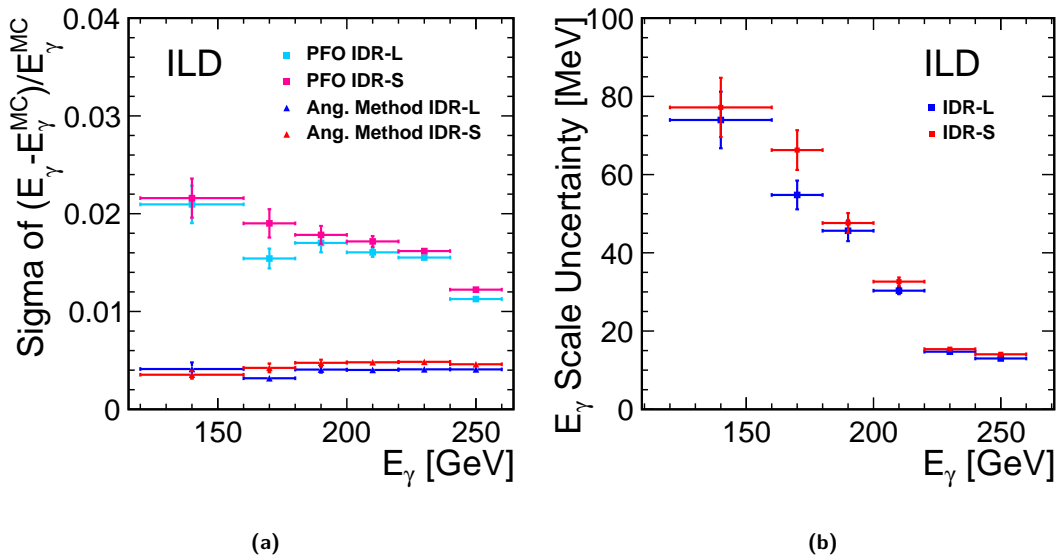 0.04
0.03
0.02
0.01
0
Sigma of (E_γ-E_γ^MC)/E_γ^MC
ILD
PFO IDR-L
PFO IDR-S
Ang. Method IDR-L
Ang. Method IDR-S
150 200 250
E_γ [GeV]
(a)
100
80
60
40
20
0
E_γ Scale Uncertainty [MeV]
ILD
IDR-L
IDR-S
150 200 250
E_γ [GeV]
(b)